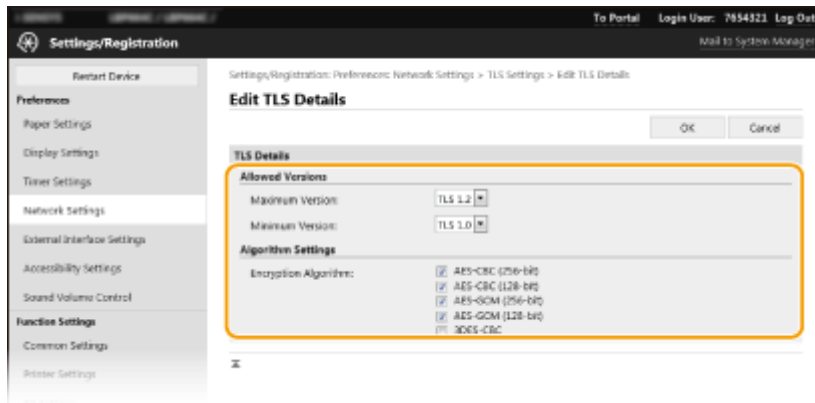 To Portal Login User: 7654321 Log Out
Settings/Registration
Mail to System Manager
Restart Device
Preferences
Paper Settings
Display Settings
Timer Settings
Network Settings
External Interface Settings
Accessibility Settings
Sound Volume Control
Function Settings
Common Settings
Printer Settings
Settings/Registration: Preferences: Network Settings > TLS Settings > Edit TLS Details
Edit TLS Details
OK Cancel
TLS Details
Allowed Versions
Maximum Version: TLS 1.2
Minimum Version: TLS 1.0
Algorithm Settings
Encryption Algorithm: AES-CBC (256-bit)
AES-CBC (128-bit)
AES-GCM (256-bit)
AES-GCM (128-bit)
3DES-CBC